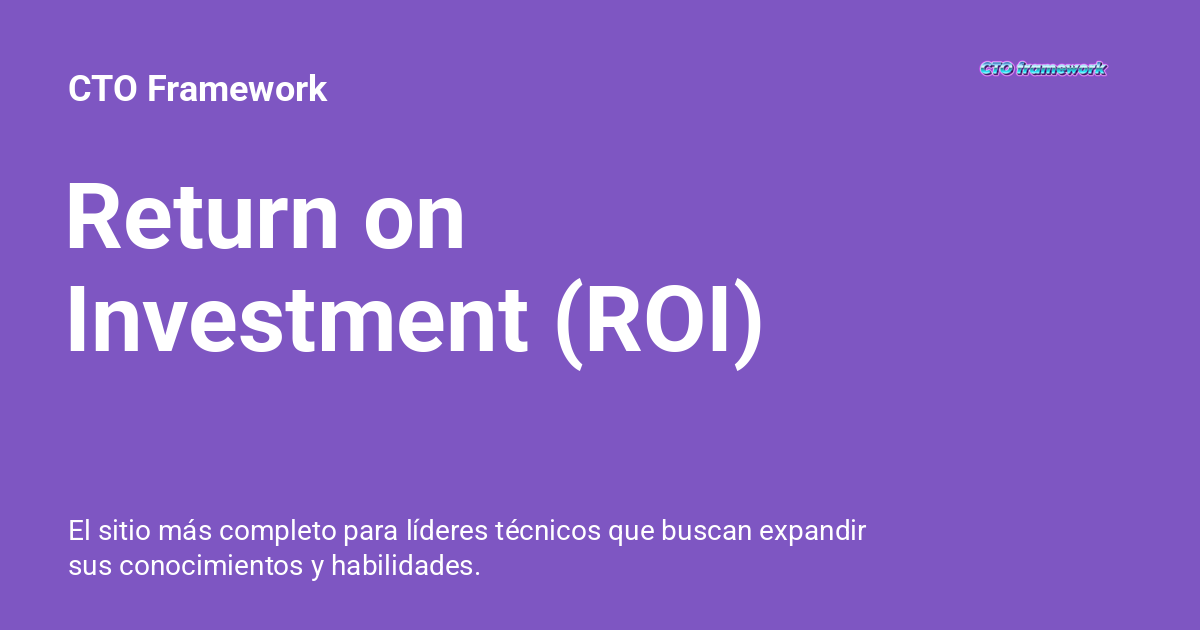 CTO Framework
CTO framework
Return on
Investment (ROI)
El sitio más completo para líderes técnicos que buscan expandir
sus conocimientos y habilidades.